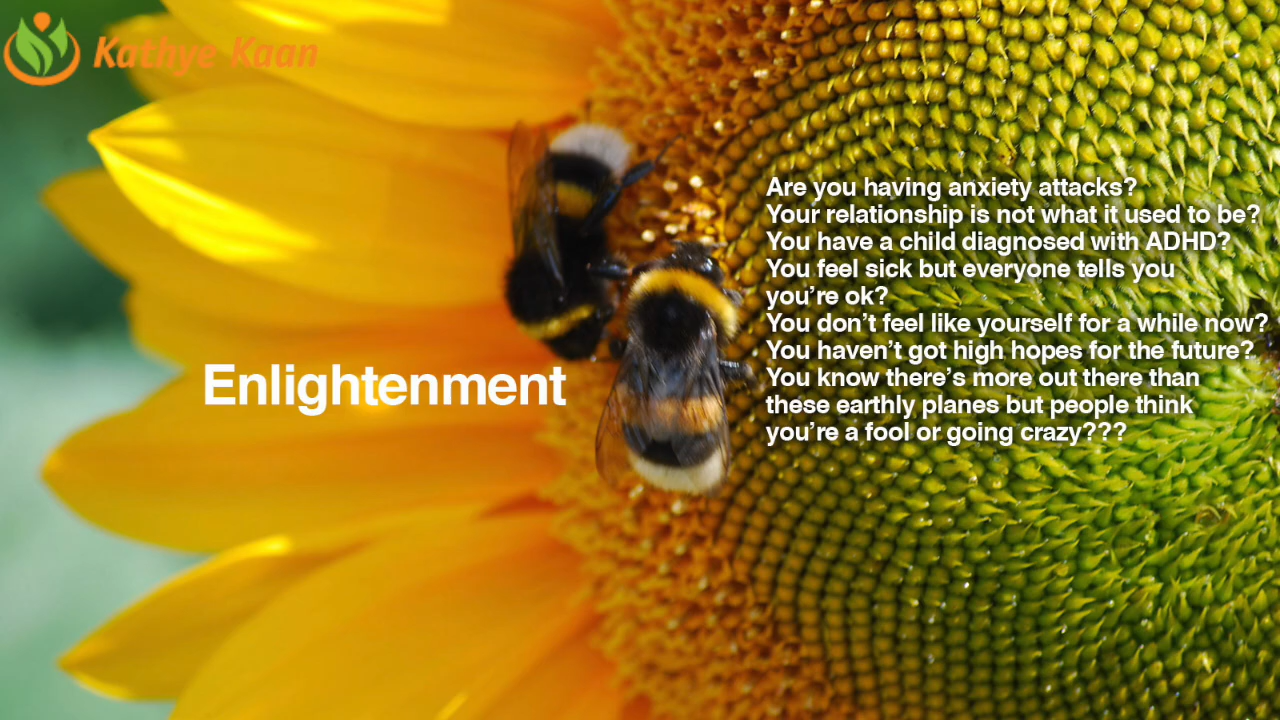 Kathye Kaan
Enlightenment
Are you having anxiety attacks?
Your relationship is not what it used to be?
You have a child diagnosed with ADHD?
You feel sick but everyone tells you
you’re ok?
You don’t feel like yourself for a while now?
You haven’t got high hopes for the future?
You know there’s more out there than
these earthly planes but people think
you’re a fool or going crazy???